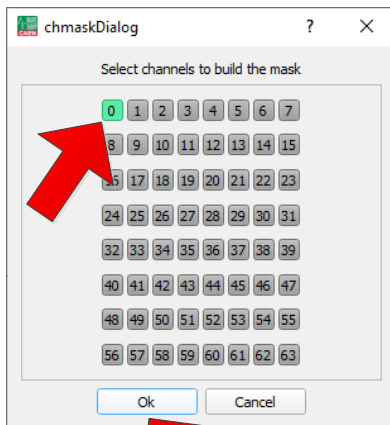 CAEN chmaskDialog ? ×
Select channels to build the mask
0 1 2 3 4 5 6 7
8 9 10 11 12 13 14 15
16 17 18 19 20 21 22 23
24 25 26 27 28 29 30 31
32 33 34 35 36 37 38 39
40 41 42 43 44 45 46 47
48 49 50 51 52 53 54 55
56 57 58 59 60 61 62 63
Ok Cancel